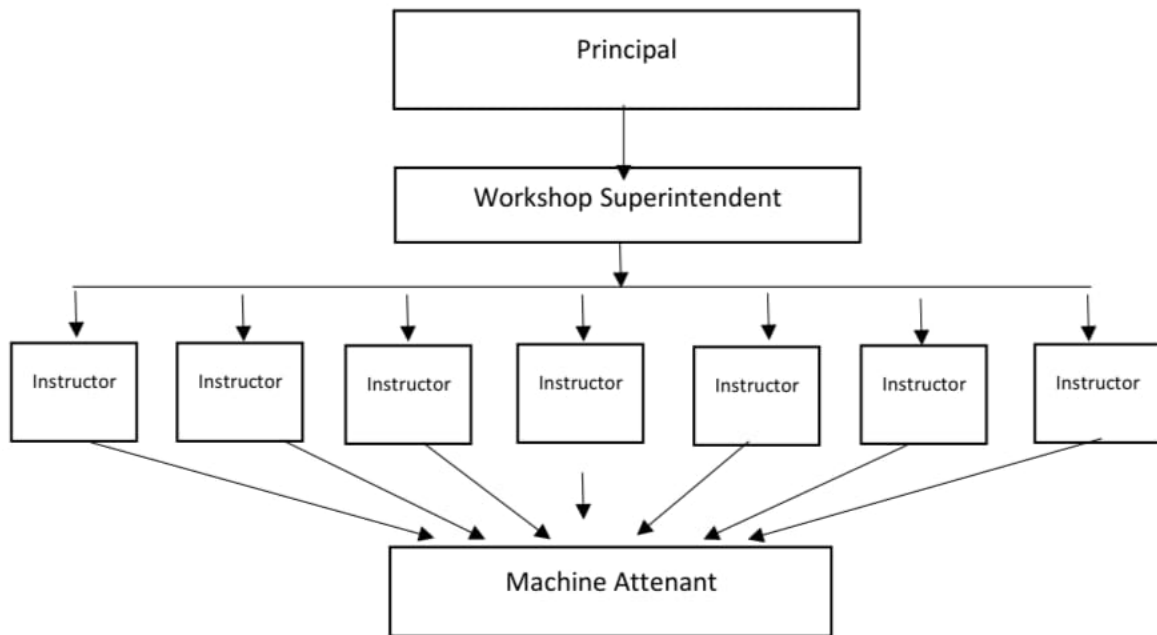 Principal
Workshop Superintendent
Instructor
Instructor
Instructor
Instructor
Instructor
Instructor
Instructor
Machine Attenant